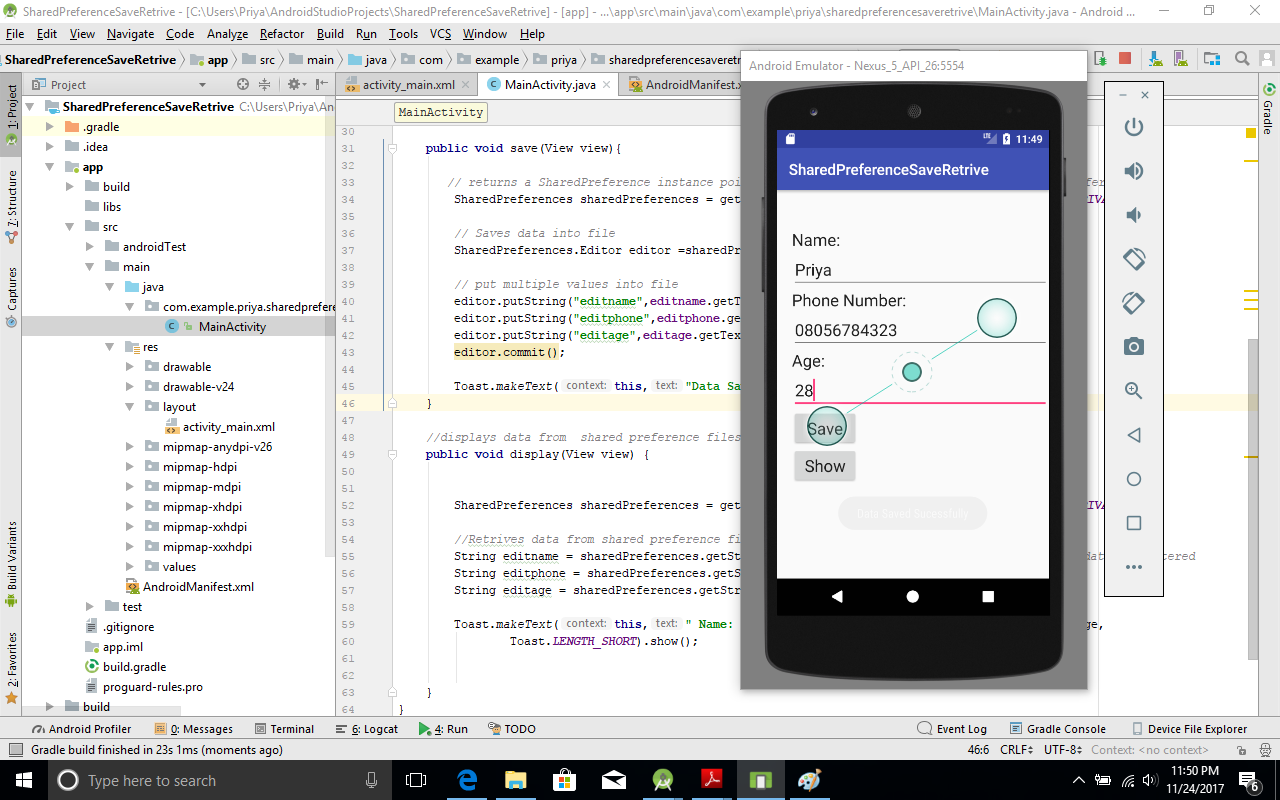 SharedPreferenceSaveRetrive - [C:\Users\Priya\AndroidStudioProjects\SharedPreferenceSaveRetrive] - [app] - ...\app\src\main\java\com\example\priya\sharedpreferencesaveretrive\MainActivity.java - Android ...
File Edit View Navigate Code Analyze Refactor Build Run Tools VCS Window Help
SharedPreferenceSaveRetrive app src main java com example priya sharedpreferencesaveretr
Project
activity_main.xml MainActivity.java AndroidManifest.x
1: Project
7: Structure
Captures
Build Variants
2: Favorites
Gradle
SharedPreferenceSaveRetrive C:\Users\Priya\An
.gradle
.idea
app
build
libs
src
androidTest
main
java
com.example.priya.sharedprefere
MainActivity
res
drawable
drawable-v24
layout
activity_main.xml
mipmap-anydpi-v26
mipmap-hdpi
mipmap-mdpi
mipmap-xhdpi
mipmap-xxhdpi
mipmap-xxxhdpi
values
AndroidManifest.xml
test
.gitignore
app.iml
build.gradle
proguard-rules.pro
build
MainActivity
30
31 public void save(View view){
32
33 // returns a SharedPreference instance poi fer
34 SharedPreferences sharedPreferences = get IVA
35
36 // Saves data into file
37 SharedPreferences.Editor editor =sharedPr
38
39 // put multiple values into file
40 editor.putString("editname",editname.getT
41 editor.putString("editphone",editphone.ge
42 editor.putString("editage",editage.getTex
43 editor.commit();
44
45 Toast.makeText( context: this, text: "Data Sa
46 }
47
48 //displays data from shared preference files
49 public void display(View view) {
50
51
52 SharedPreferences sharedPreferences = get IVA
53
54 //Retrives data from shared preference fi
55 String editname = sharedPreferences.getSt dat tered
56 String editphone = sharedPreferences.getS
57 String editage = sharedPreferences.getStr
58
59 Toast.makeText( context: this, text: " Name: ge,
60 Toast.LENGTH_SHORT).show();
61
62
63 }
64 }
Android Emulator - Nexus_5_API_26:5554
LTE 11:49
SharedPreferenceSaveRetrive
Name:
Priya
Phone Number:
08056784323
Age:
28
Save
Show
Data Saved Successfully
Android Profiler 0: Messages Terminal 6: Logcat 4: Run TODO Event Log Gradle Console Device File Explorer
Gradle build finished in 23s 1ms (moments ago) 46:6 CRLF UTF-8 Context: <no context>
Type here to search
11:50 PM
11/24/2017
6